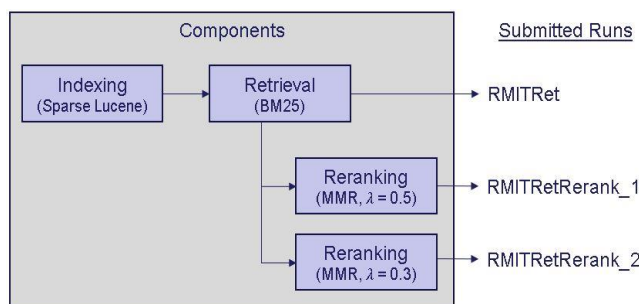 Components
Submitted Runs
Indexing
(Sparse Lucene)
Retrieval
(BM25)
RMITRet
Reranking
(MMR, λ = 0.5)
RMITRetRerank_1
Reranking
(MMR, λ = 0.3)
RMITRetRerank_2